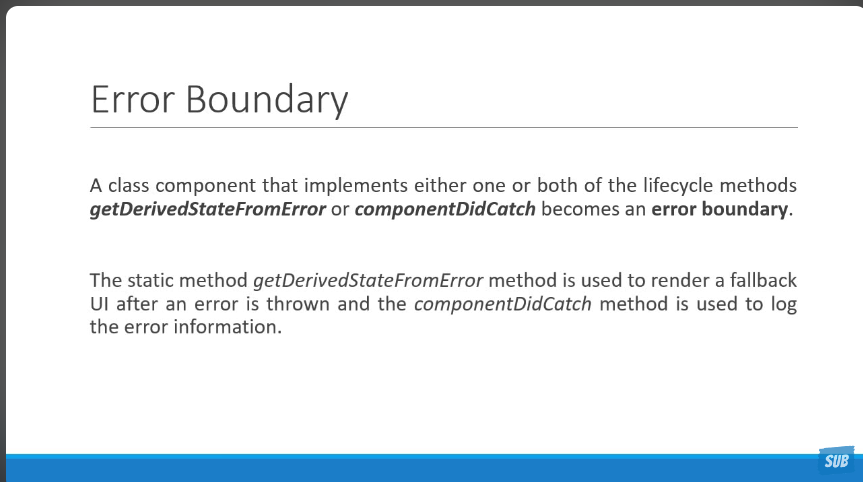 Error Boundary
A class component that implements either one or both of the lifecycle methods
getDerivedStateFromError or componentDidCatch becomes an error boundary.
The static method getDerivedStateFromError method is used to render a fallback
UI after an error is thrown and the componentDidCatch method is used to log
the error information.
SUB